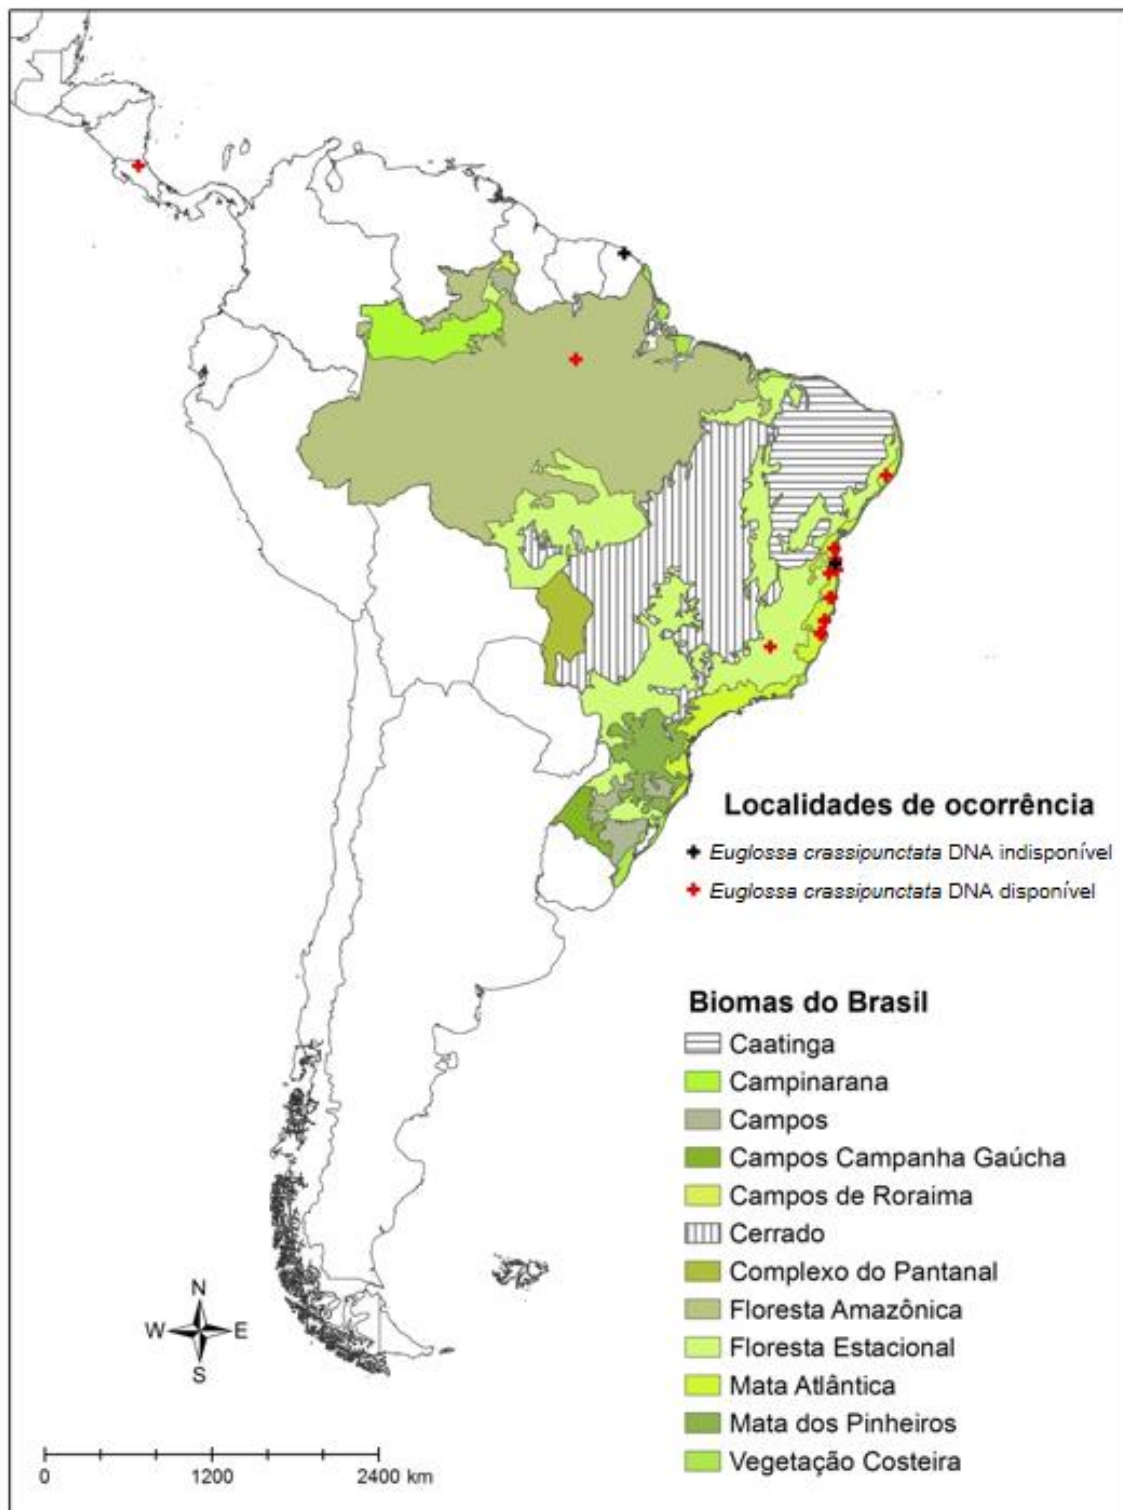 Localidades de ocorrência
Euglossa crassipunctata DNA indisponível
Euglossa crassipunctata DNA disponível
Biomas do Brasil
Caatinga
Campinarana
Campos
Campos Campanha Gaúcha
Campos de Roraima
Cerrado
Complexo do Pantanal
Floresta Amazônica
Floresta Estacional
Mata Atlântica
Mata dos Pinheiros
Vegetação Costeira
N
W E
S
0 1200 2400 km